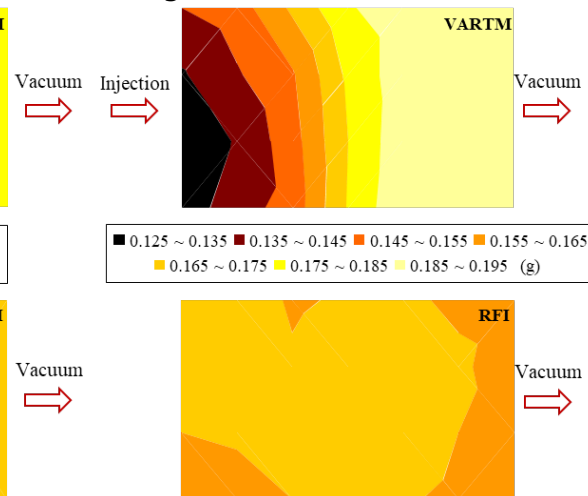 VARTM
Vacuum Injection Vacuum
0.125 ~ 0.135 0.135 ~ 0.145 0.145 ~ 0.155 0.155 ~ 0.165
0.165 ~ 0.175 0.175 ~ 0.185 0.185 ~ 0.195 (g)
RFI
Vacuum Vacuum